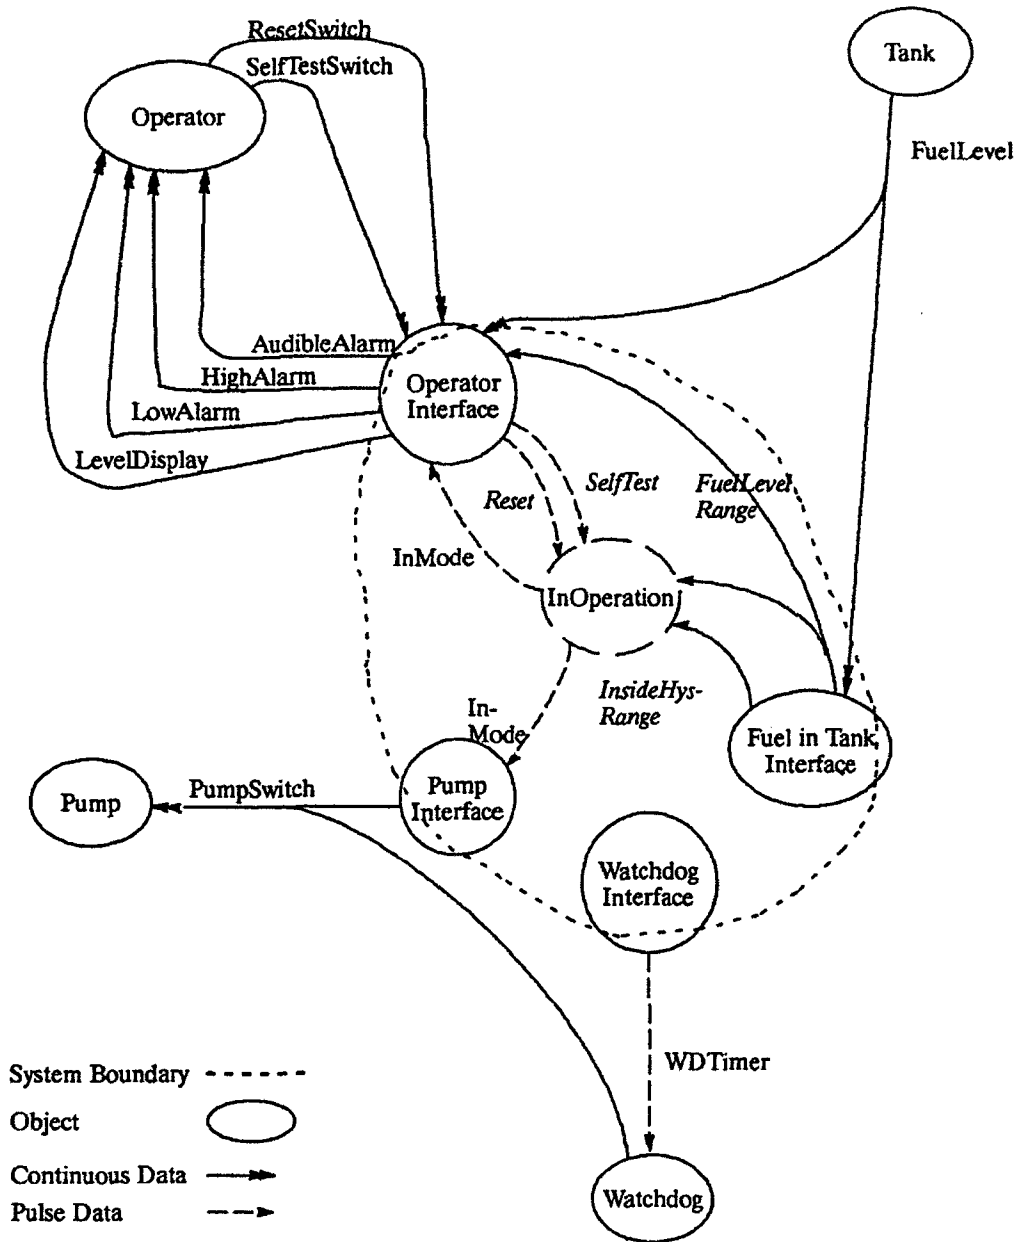 ResetSwitch
SelfTestSwitch
Operator
Tank
FuelLevel
AudibleAlarm
HighAlarm
LowAlarm
LevelDisplay
Operator
Interface
Reset
SelfTest
FuelLevel
Range
InMode
InOperation
InsideHys-
Range
In-
Mode
Fuel in Tank
Interface
Pump
PumpSwitch
Pump
Interface
Watchdog
Interface
WDTimer
Watchdog
System Boundary
Object
Continuous Data
Pulse Data